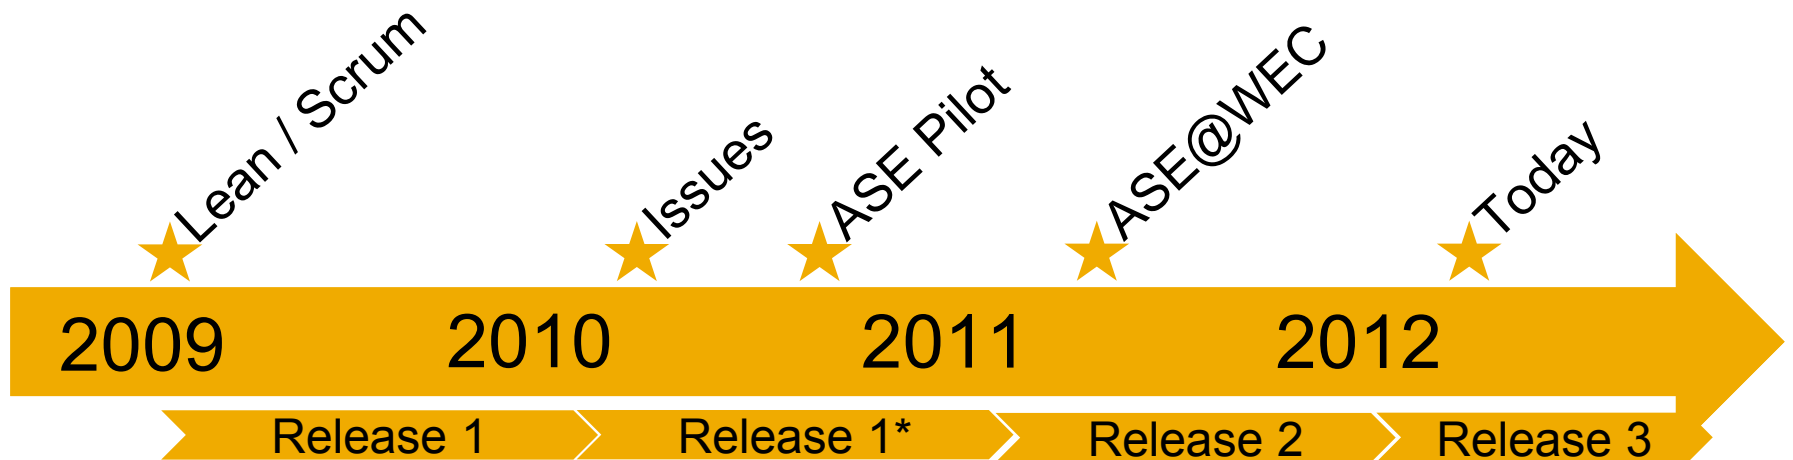 Lean / Scrum
Issues
ASE Pilot
ASE@WEC
Today
2009
2010
2011
2012
Release 1
Release 1*
Release 2
Release 3